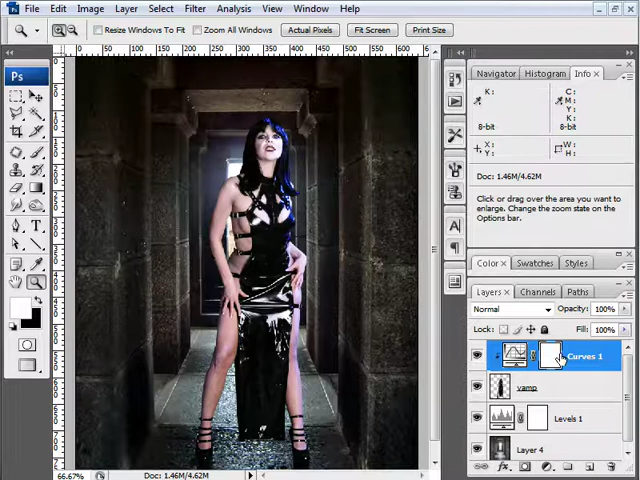 File Edit Image Layer Select Filter Analysis View Window Help
Resize Windows To Fit Zoom All Windows Actual Pixels Fit Screen Print Size
Ps
Navigator Histogram Info
K: C:
M:
Y:
8-bit K:
8-bit
X: W:
Y: H:
Doc: 1.46M/4.62M
Click or drag over the area you want to
enlarge. Change the zoom state on the
Options bar.
Color Swatches Styles
Layers Channels Paths
Normal Opacity: 100%
Lock: Fill: 100%
Curves 1
vamp
Levels 1
Layer 4
66.67% Doc: 1.46M/4.62M